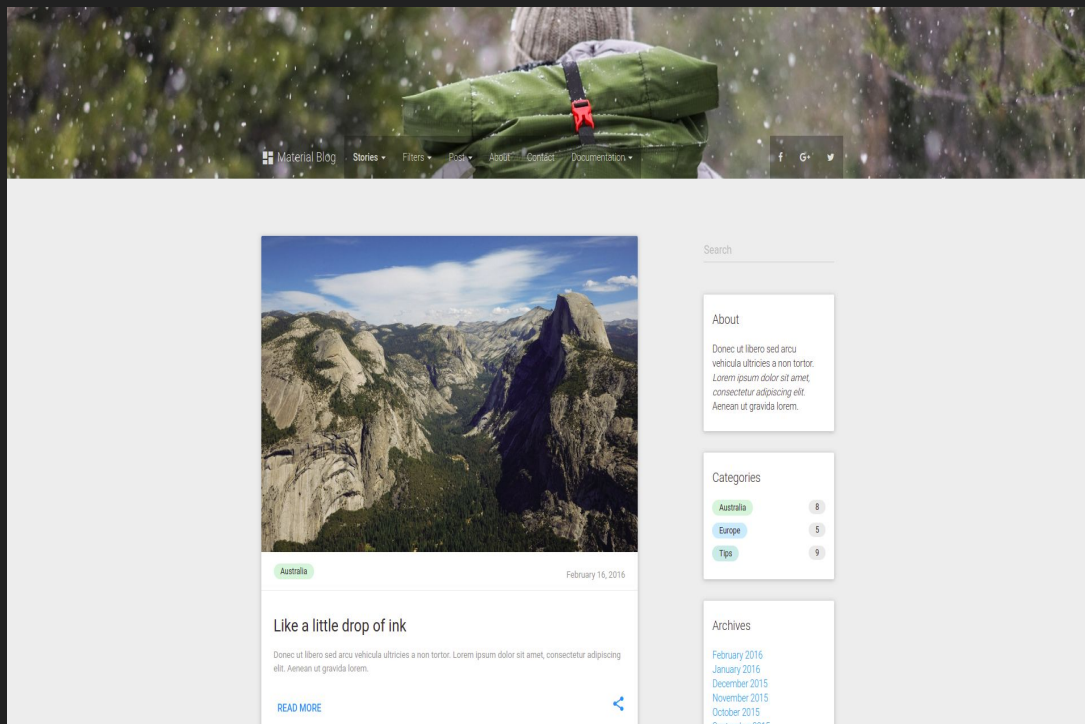 Material Blog Stories Filters Post About Contact Documentation
Search
About
Donec ut libero sed arcu
vehicula ultricies a non tortor.
Lorem ipsum dolor sit amet,
consectetur adipiscing elit.
Aenean ut gravida lorem.
Categories
Australia 8
Europe 5
Tips 9
Archives
February 2016
January 2016
December 2015
November 2015
October 2015
Australia February 16, 2016
Like a little drop of ink
Donec ut libero sed arcu vehicula ultricies a non tortor. Lorem ipsum dolor sit amet, consectetur adipiscing
elit. Aenean ut gravida lorem.
READ MORE